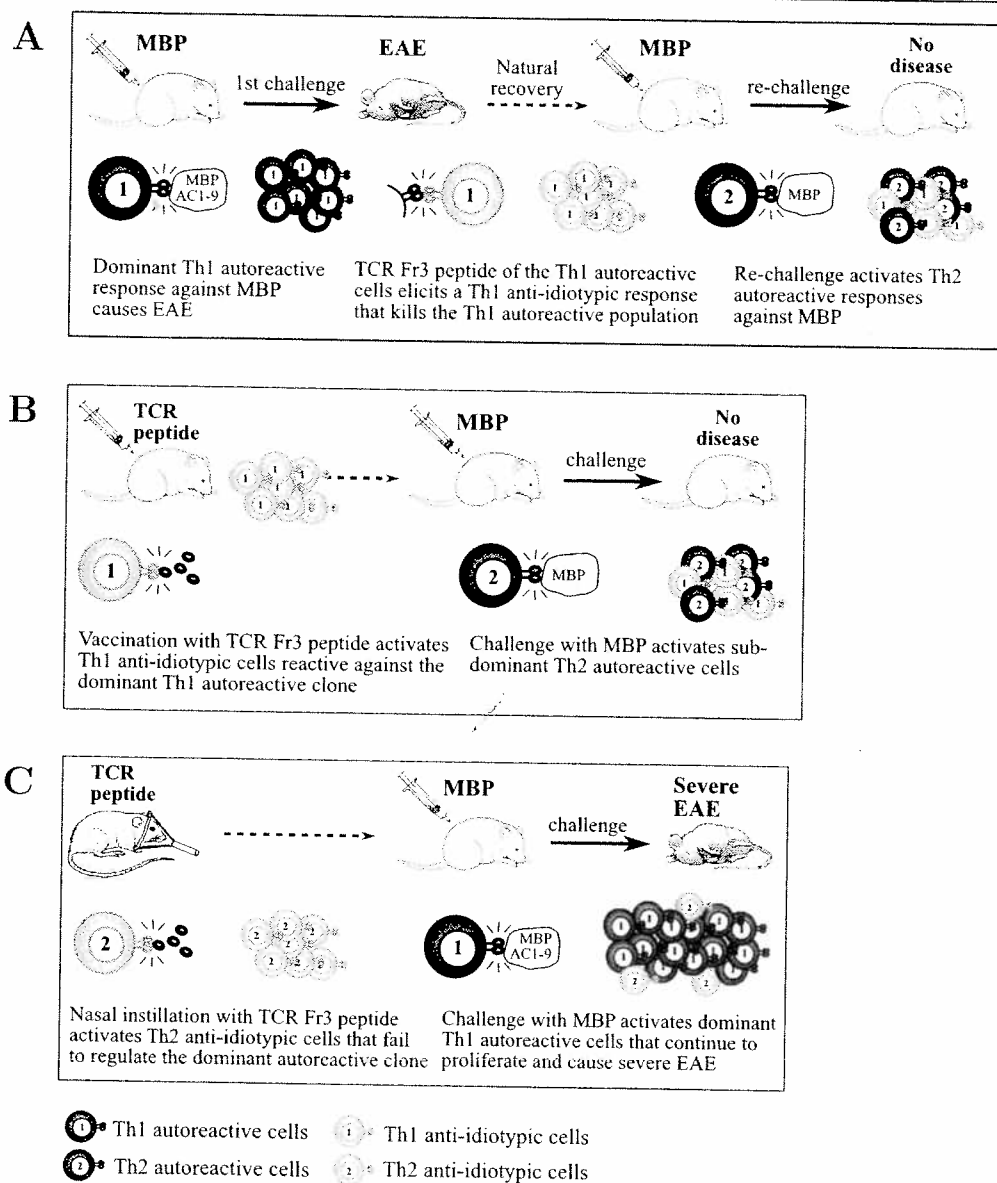 A
MBP
EAE
MBP
No
disease
1st challenge
Natural
recovery
re-challenge
1
MBP
AC1-9
1
2
MBP
Dominant Th1 autoreactive
response against MBP
causes EAE
TCR Fr3 peptide of the Th1 autoreactive
cells elicits a Th1 anti-idiotypic response
that kills the Th1 autoreactive population
Re-challenge activates Th2
autoreactive responses
against MBP
B
TCR
peptide
MBP
No
disease
challenge
1
2
MBP
Vaccination with TCR Fr3 peptide activates
Th1 anti-idiotypic cells reactive against the
dominant Th1 autoreactive clone
Challenge with MBP activates sub-
dominant Th2 autoreactive cells
C
TCR
peptide
MBP
Severe
EAE
challenge
2
1
MBP
AC1-9
Nasal instillation with TCR Fr3 peptide
activates Th2 anti-idiotypic cells that fail
to regulate the dominant autoreactive clone
Challenge with MBP activates dominant
Th1 autoreactive cells that continue to
proliferate and cause severe EAE
1 Th1 autoreactive cells
1 Th1 anti-idiotypic cells
2 Th2 autoreactive cells
2 Th2 anti-idiotypic cells